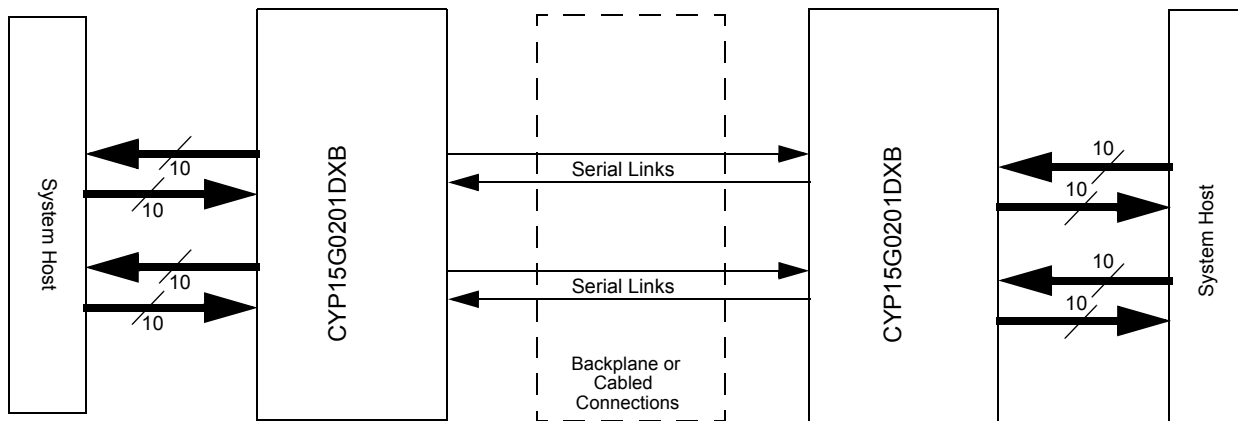 System Host
10
10
10
10
CYP15G0201DXB
Serial Links
Serial Links
Backplane or
Cabled
Connections
CYP15G0201DXB
10
10
10
10
System Host